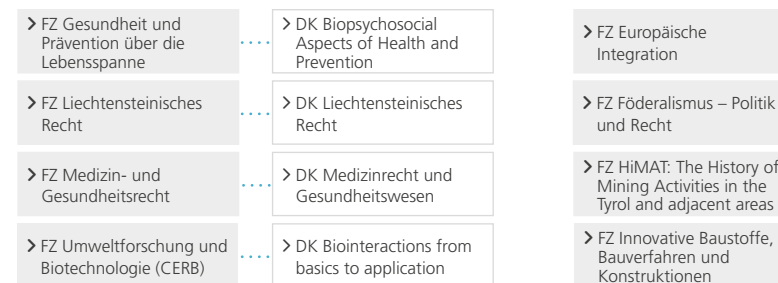 > FZ Gesundheit und
Prävention über die
Lebensspanne
> DK Biopsychosocial
Aspects of Health and
Prevention
> FZ Liechtensteinisches
Recht
> DK Liechtensteinisches
Recht
> FZ Medizin- und
Gesundheitsrecht
> DK Medizinrecht und
Gesundheitswesen
> FZ Umweltforschung und
Biotechnologie (CERB)
> DK Biointeractions from
basics to application
> FZ Europäische
Integration
> FZ Föderalismus – Politik
und Recht
> FZ HiMAT: The History of
Mining Activities in the
Tyrol and adjacent areas
> FZ Innovative Baustoffe,
Bauverfahren und
Konstruktionen